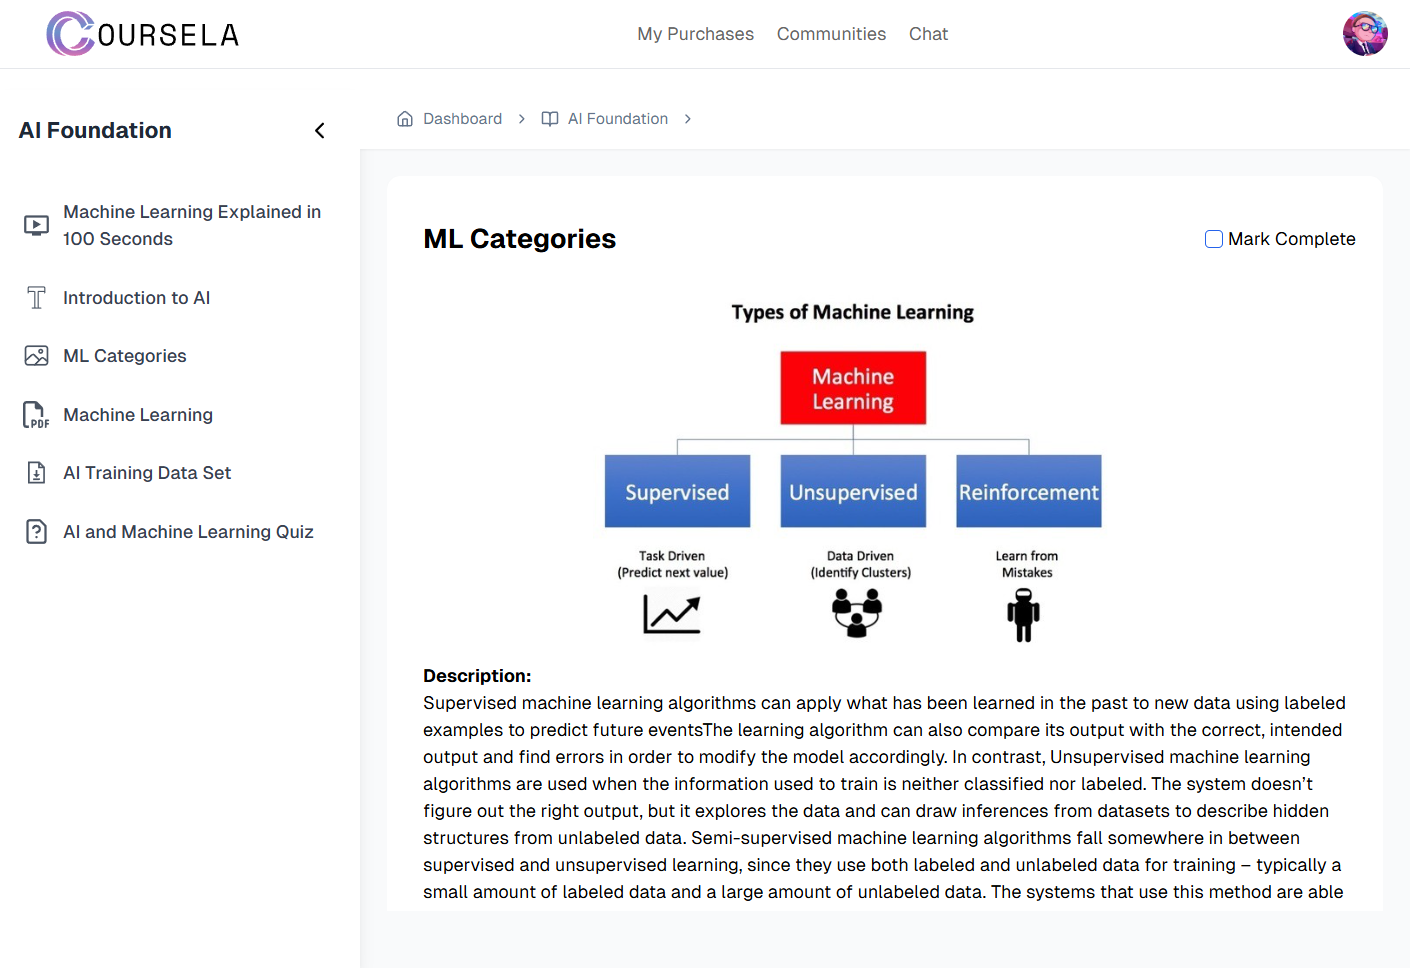 COURSELA
My Purchases Communities Chat
AI Foundation
Machine Learning Explained in
100 Seconds
Introduction to AI
ML Categories
PDF
Machine Learning
AI Training Data Set
AI and Machine Learning Quiz
Dashboard > AI Foundation >
ML Categories
Mark Complete
Types of Machine Learning
Machine
Learning
Supervised Unsupervised Reinforcement
Task Driven
(Predict next value)
Data Driven
(Identify Clusters)
Learn from
Mistakes
Description:
Supervised machine learning algorithms can apply what has been learned in the past to new data using labeled
examples to predict future eventsThe learning algorithm can also compare its output with the correct, intended
output and find errors in order to modify the model accordingly. In contrast, Unsupervised machine learning
algorithms are used when the information used to train is neither classified nor labeled. The system doesn’t
figure out the right output, but it explores the data and can draw inferences from datasets to describe hidden
structures from unlabeled data. Semi-supervised machine learning algorithms fall somewhere in between
supervised and unsupervised learning, since they use both labeled and unlabeled data for training – typically a
small amount of labeled data and a large amount of unlabeled data. The systems that use this method are able